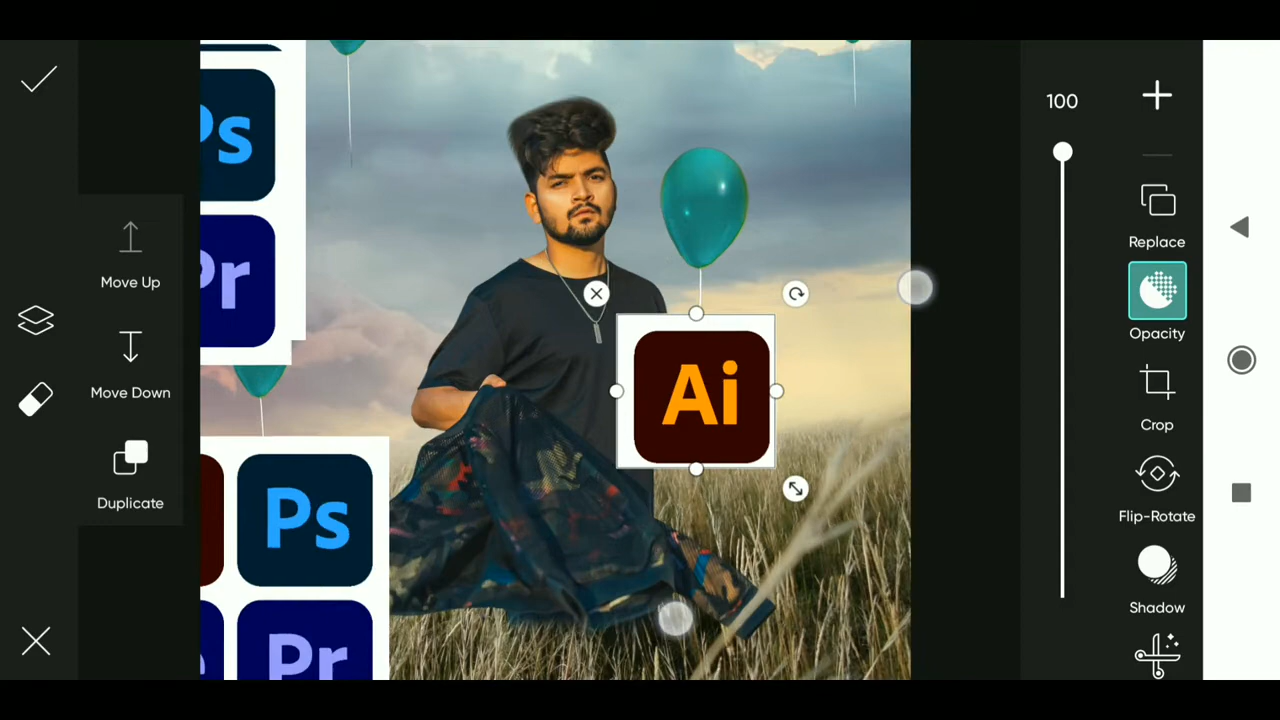 100
Replace
Opacity
Crop
Flip-Rotate
Shadow
Move Up
Move Down
Duplicate
Ps
Pr
Ai
Ps
Pr